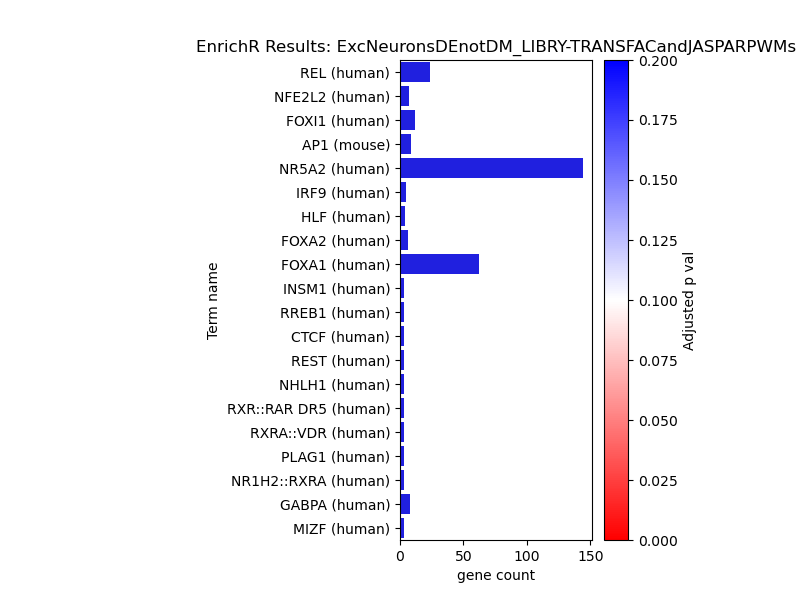 EnrichR Results: ExcNeuronsDEnotDM_LIBRY-TRANSFACandJASPARPWMs
REL (human)
NFE2L2 (human)
FOXI1 (human)
AP1 (mouse)
NR5A2 (human)
IRF9 (human)
HLF (human)
FOXA2 (human)
FOXA1 (human)
INSM1 (human)
RREB1 (human)
CTCF (human)
REST (human)
NHLH1 (human)
RXR::RAR DR5 (human)
RXRA::VDR (human)
PLAG1 (human)
NR1H2::RXRA (human)
GABPA (human)
MIZF (human)
Term name
0 50 100 150
gene count
0.200
0.175
0.150
0.125
0.100
0.075
0.050
0.025
0.000
Adjusted p val